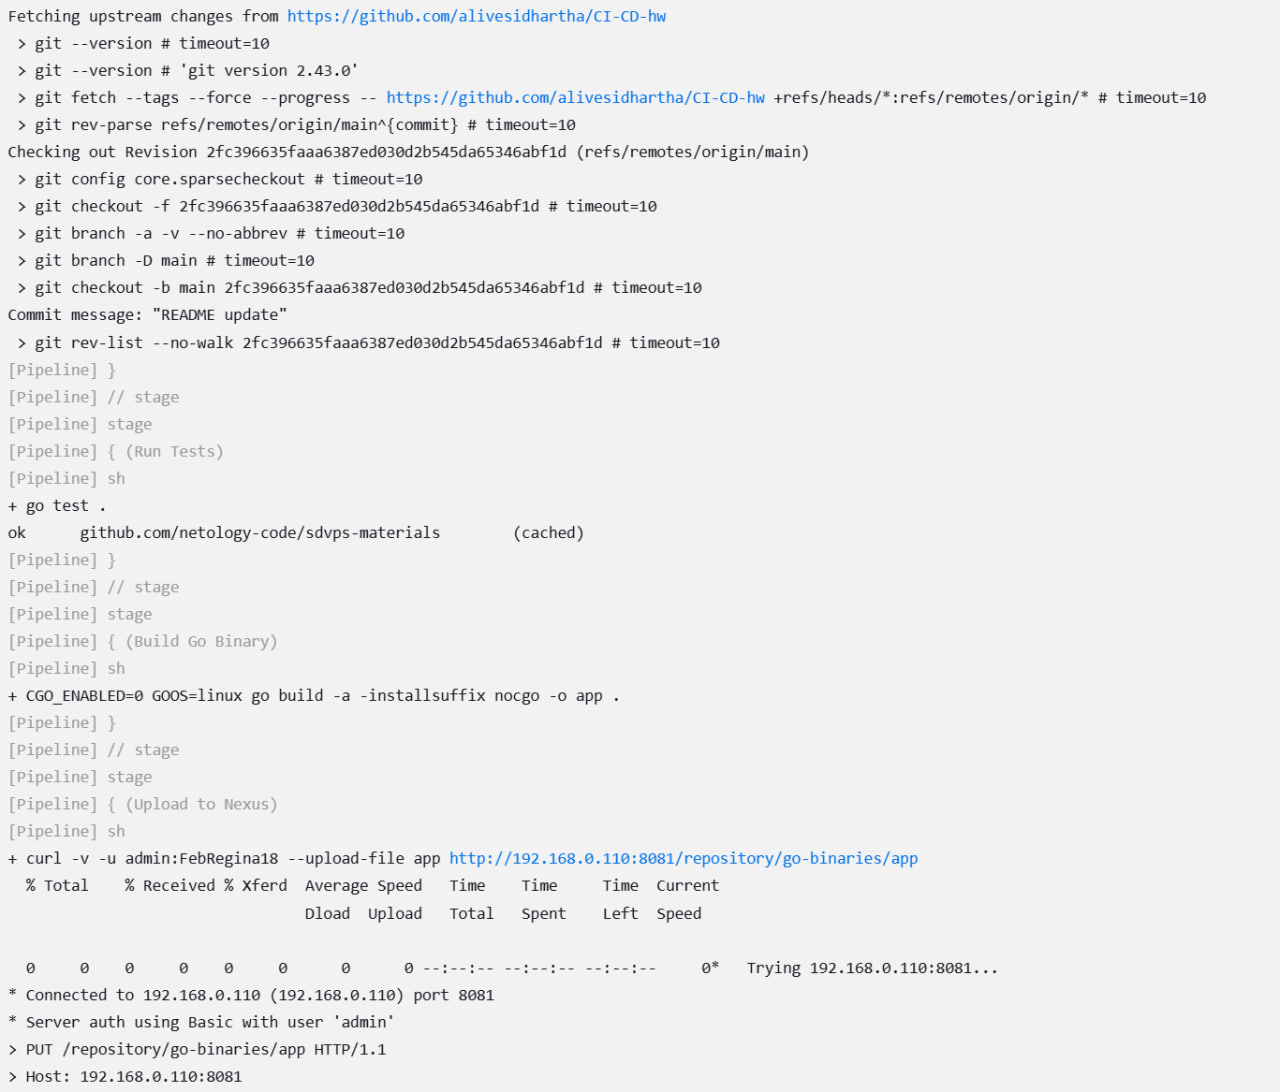 Fetching upstream changes from https://github.com/alivesidhartha/CI-CD-hw
 > git --version # timeout=10
 > git --version # 'git version 2.43.0'
 > git fetch --tags --force --progress -- https://github.com/alivesidhartha/CI-CD-hw +refs/heads/*:refs/remotes/origin/* # timeout=10
 > git rev-parse refs/remotes/origin/main^{commit} # timeout=10
Checking out Revision 2fc396635faaa6387ed030d2b545da65346abf1d (refs/remotes/origin/main)
 > git config core.sparsecheckout # timeout=10
 > git checkout -f 2fc396635faaa6387ed030d2b545da65346abf1d # timeout=10
 > git branch -a -v --no-abbrev # timeout=10
 > git branch -D main # timeout=10
 > git checkout -b main 2fc396635faaa6387ed030d2b545da65346abf1d # timeout=10
Commit message: "README update"
 > git rev-list --no-walk 2fc396635faaa6387ed030d2b545da65346abf1d # timeout=10
[Pipeline] }
[Pipeline] // stage
[Pipeline] stage
[Pipeline] { (Run Tests)
[Pipeline] sh
+ go test .
ok      github.com/netology-code/sdvps-materials        (cached)
[Pipeline] }
[Pipeline] // stage
[Pipeline] stage
[Pipeline] { (Build Go Binary)
[Pipeline] sh
+ CGO_ENABLED=0 GOOS=linux go build -a -installsuffix nocgo -o app .
[Pipeline] }
[Pipeline] // stage
[Pipeline] stage
[Pipeline] { (Upload to Nexus)
[Pipeline] sh
+ curl -v -u admin:FebRegina18 --upload-file app http://192.168.0.110:8081/repository/go-binaries/app
  % Total    % Received % Xferd  Average Speed   Time    Time     Time  Current
                                 Dload  Upload   Total   Spent    Left  Speed
  0     0    0     0    0     0      0      0 --:--:-- --:--:-- --:--:--     0*   Trying 192.168.0.110:8081...
* Connected to 192.168.0.110 (192.168.0.110) port 8081
* Server auth using Basic with user 'admin'
> PUT /repository/go-binaries/app HTTP/1.1
> Host: 192.168.0.110:8081